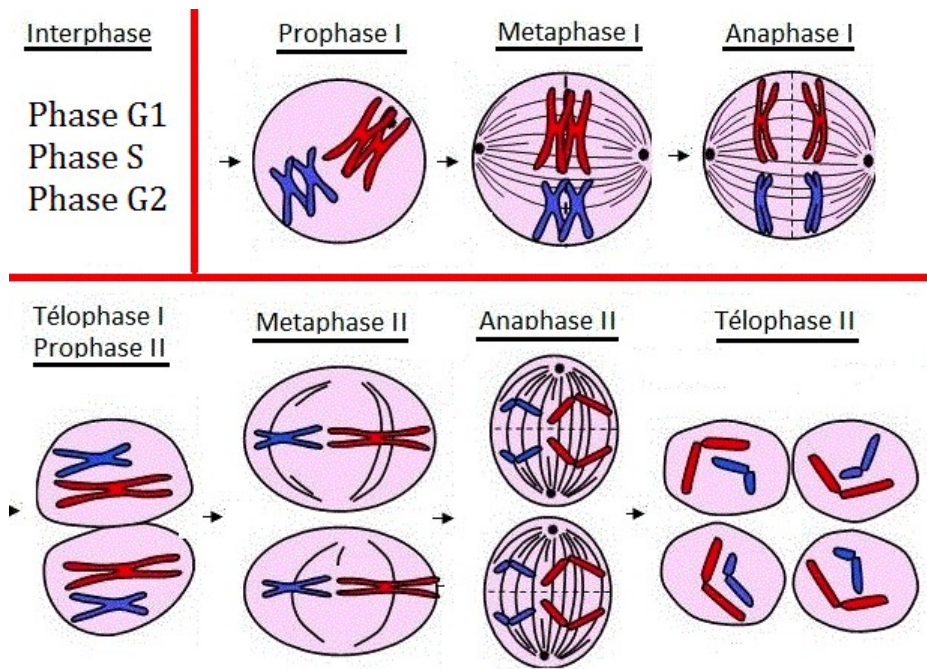 Interphase
Phase G1
Phase S
Phase G2
Prophase I
Metaphase I
Anaphase I
Télophase I
Prophase II
Metaphase II
Anaphase II
Télophase II